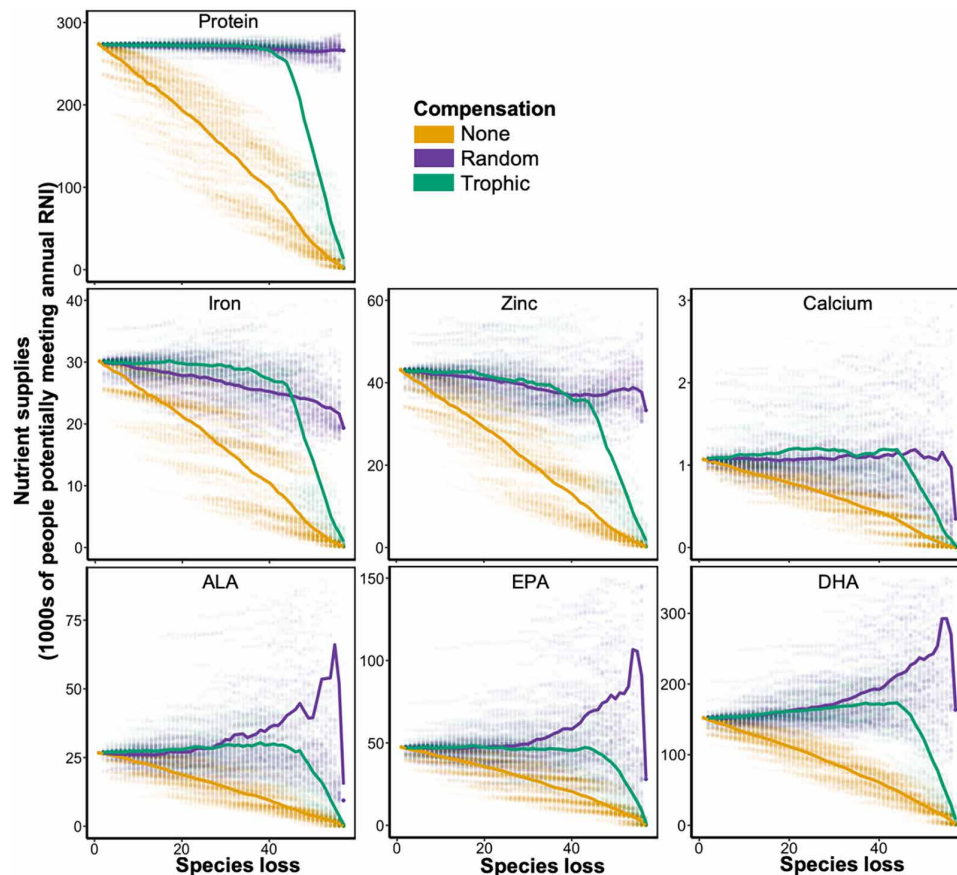 Protein
300
200
100
0
Compensation
None
Random
Trophic
Nutrient supplies
(1000s of people potentially meeting annual RNI)
Iron
40
30
20
10
0
Zinc
60
40
20
0
Calcium
3
2
1
0
ALA
75
50
25
0
0 20 40
Species loss
EPA
150
100
50
0
0 20 40
Species loss
DHA
300
200
100
0
0 20 40
Species loss